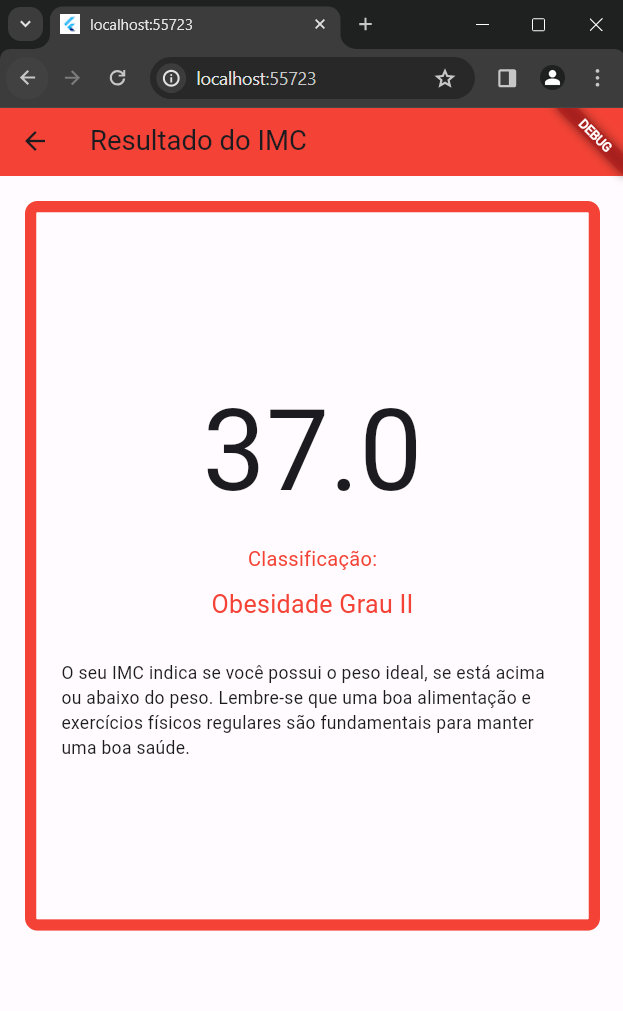 localhost:55723
localhost:55723
Resultado do IMC
DEBUG
37.0
Classificação:
Obesidade Grau II
O seu IMC indica se você possui o peso ideal, se está acima
ou abaixo do peso. Lembre-se que uma boa alimentação e
exercícios físicos regulares são fundamentais para manter
uma boa saúde.